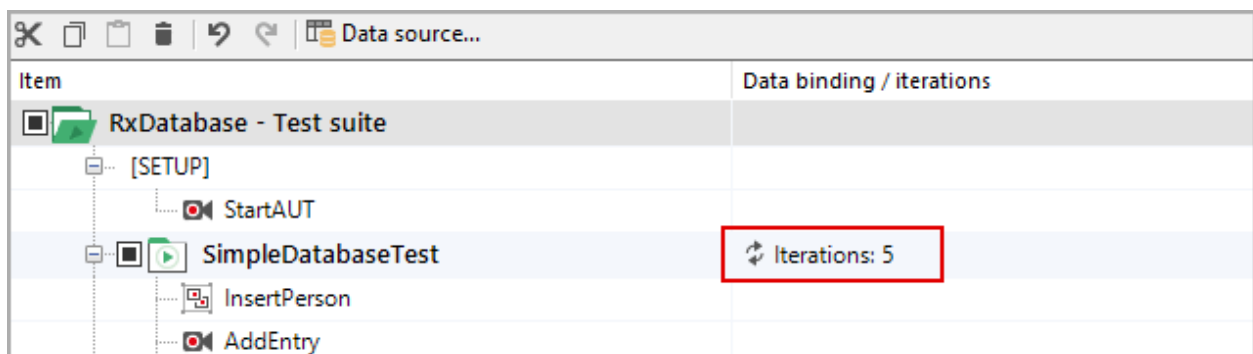 Data source...
Item Data binding / iterations
RxDatabase - Test suite
[SETUP]
StartAUT
SimpleDatabaseTest Iterations: 5
InsertPerson
AddEntry